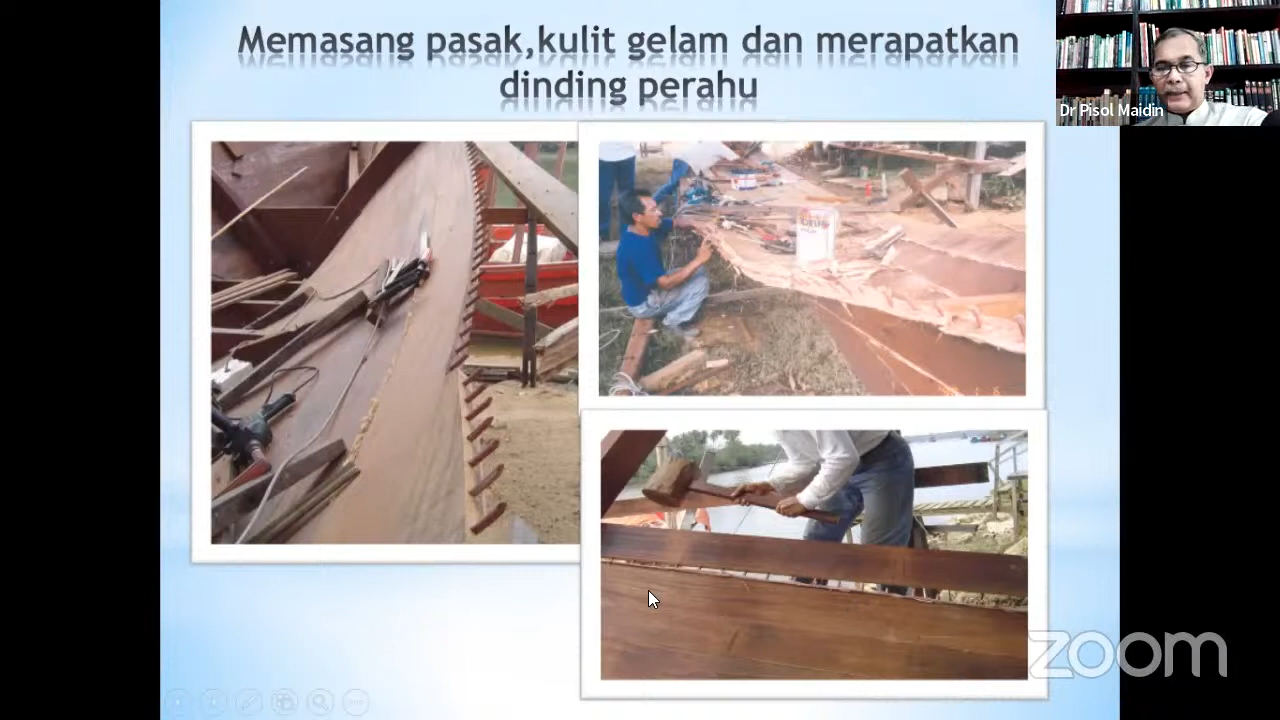 Memasang pasak,kulit gelam dan merapatkan
dinding perahu
Dr Pisol Maidin
zoom